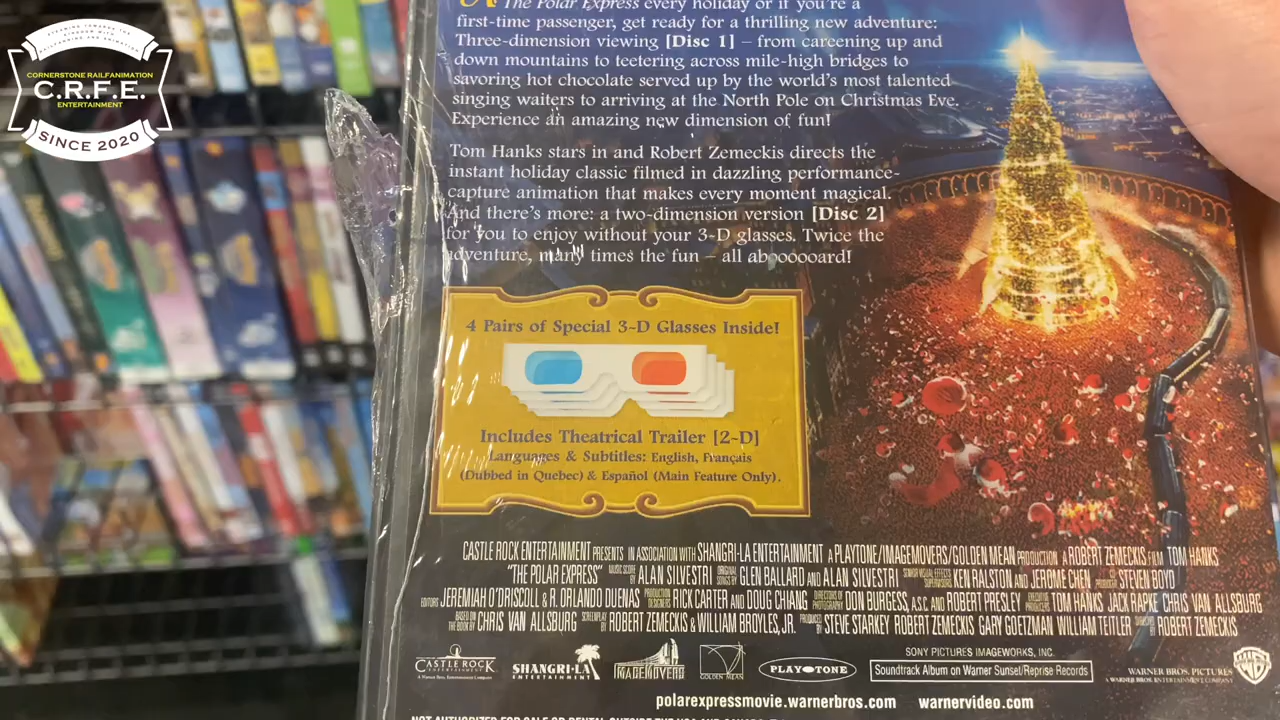 STEAMING TOWARDS THE
KINGDOM WITH
RAILFANNING AND ANIMATION
CORNERSTONE RAILFANIMATION
C.R.F.E.
ENTERTAINMENT
SINCE 2020
The Polar Express every holiday or if you're a
first-time passenger, get ready for a thrilling new adventure:
Three-dimension viewing [Disc 1] – from careening up and
down mountains to teetering across mile-high bridges to
savoring hot chocolate served up by the world's most talented
singing waiters to arriving at the North Pole on Christmas Eve.
Experience an amazing new dimension of fun!
Tom Hanks stars in and Robert Zemeckis directs the
instant holiday classic filmed in dazzling performance-
capture animation that makes every moment magical.
And there's more: a two-dimension version [Disc 2]
for you to enjoy without your 3-D glasses. Twice the
adventure, many times the fun – all aboooooard!
4 Pairs of Special 3-D Glasses Inside!
Includes Theatrical Trailer [2-D]
Languages & Subtitles: English, Français
(Dubbed in Quebec) & Español (Main Feature Only).
CASTLE ROCK ENTERTAINMENT PRESENTS IN ASSOCIATION WITH SHANGRI-LA ENTERTAINMENT A PLAYTONE/IMAGEMOVERS/GOLDEN MEAN PRODUCTION A ROBERT ZEMECKIS FILM TOM HANKS
"THE POLAR EXPRESS" MUSIC SCORE BY ALAN SILVESTRI ORIGINAL SONGS BY GLEN BALLARD AND ALAN SILVESTRI SENIOR VISUAL EFFECTS SUPERVISORS KEN RALSTON AND JEROME CHEN CO PRODUCER STEVEN BOYD
EDITORS JEREMIAH O'DRISCOLL & R. ORLANDO DUENAS PRODUCTION DESIGNERS RICK CARTER AND DOUG CHIANG DIRECTORS OF PHOTOGRAPHY DON BURGESS, A.S.C. AND ROBERT PRESLEY EXECUTIVE PRODUCERS TOM HANKS JACK RAPKE CHRIS VAN ALLSBURG
BASED ON THE BOOK BY CHRIS VAN ALLSBURG SCREENPLAY BY ROBERT ZEMECKIS & WILLIAM BROYLES, JR. PRODUCED BY STEVE STARKEY ROBERT ZEMECKIS GARY GOETZMAN WILLIAM TEITLER DIRECTED BY ROBERT ZEMECKIS
CASTLE ROCK
ENTERTAINMENT
A Warner Bros. Entertainment Company
SHANGRI-LA
ENTERTAINMENT
IMAGEMOVERS
GOLDEN MEAN
PLAY-TONE
SONY PICTURES IMAGEWORKS, INC.
Soundtrack Album on Warner Sunset/Reprise Records
WARNER BROS. PICTURES
A WARNER BROS. ENTERTAINMENT COMPANY
WB
polarexpressmovie.warnerbros.com warnervideo.com